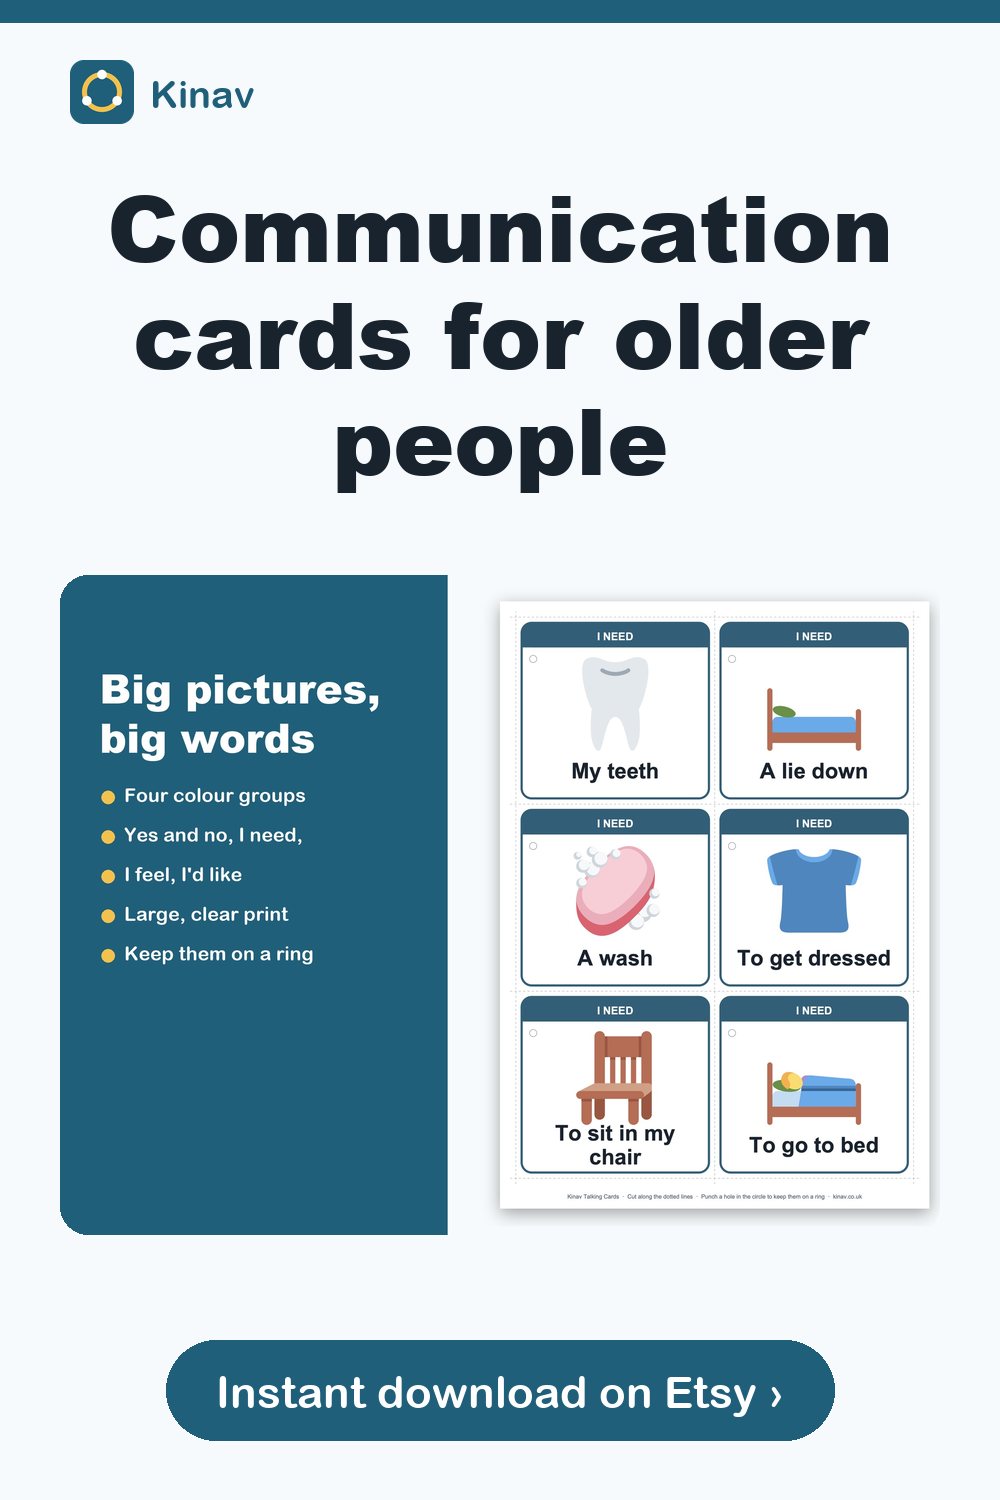 Kinav
Communication
cards for older
people
Big pictures,
big words
Four colour groups
Yes and no, I need,
I feel, I'd like
Large, clear print
Keep them on a ring
I NEED
My teeth
I NEED
A lie down
I NEED
A wash
I NEED
To get dressed
I NEED
To sit in my
chair
I NEED
To go to bed
Kinav Talking Cards · Cut along the dotted lines · Punch a hole in the circle to keep them on a ring · kinav.co.uk
Instant download on Etsy ›